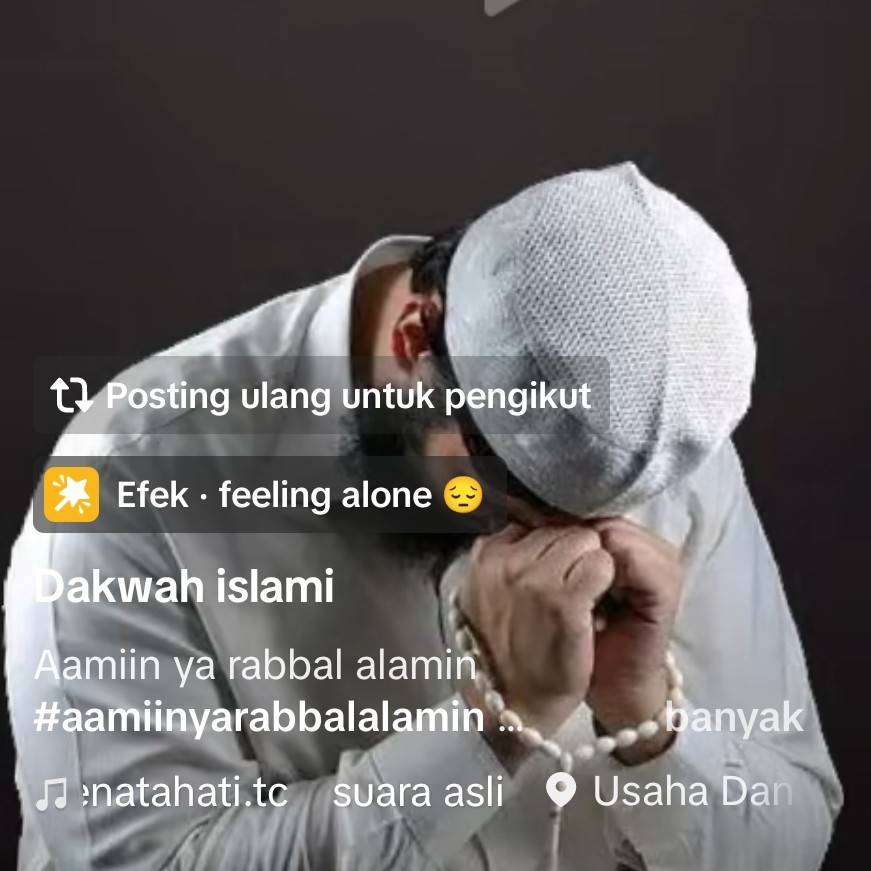 Posting ulang untuk pengikut
Efek · feeling alone 😔
Dakwah islami
Aamiin ya rabbal alamin
#aamiinyarabbalalamin ... banyak
enatahati.tc suara asli Usaha Dan